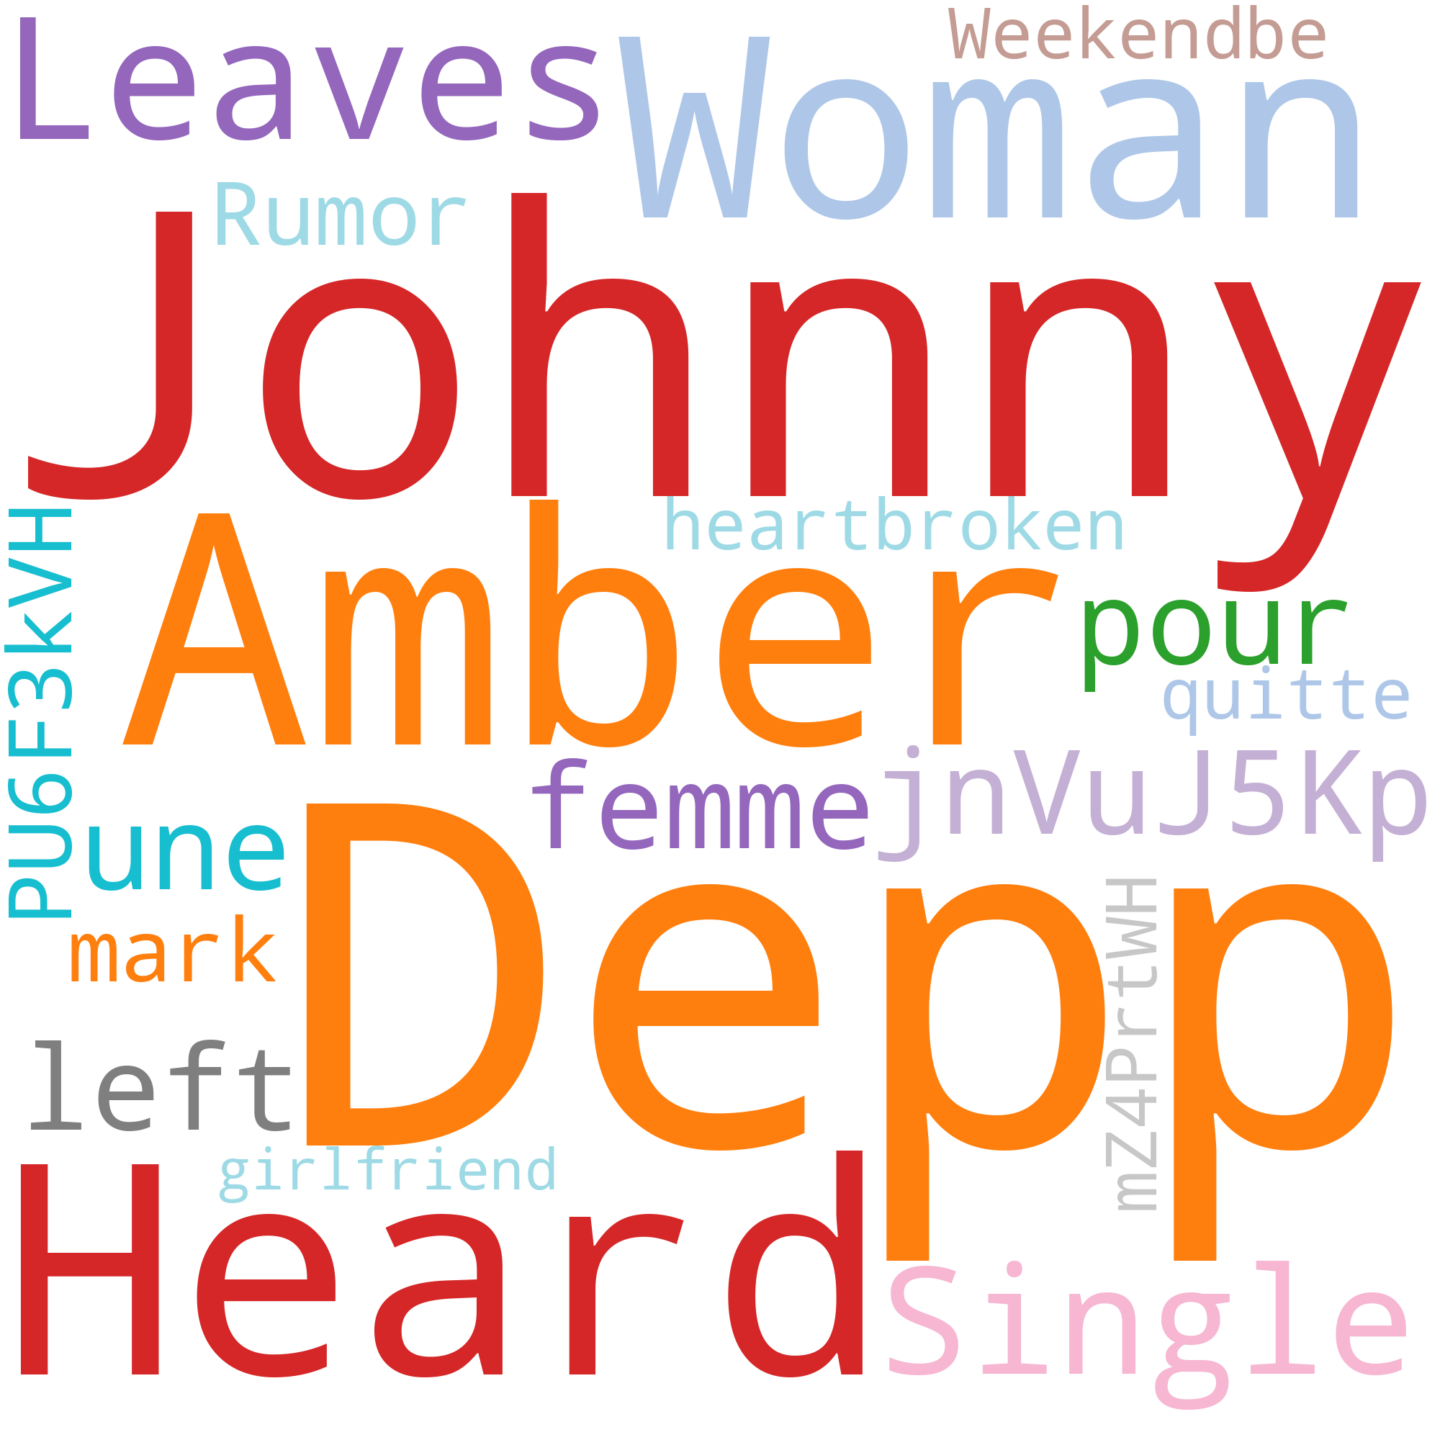 Weekendbe
Leaves
Woman
Rumor
Johnny
heartbroken
Amber
pour
quitte
PU6F3kVH
femme
jnVuJ5Kp
une
Depp
mark
mZ4PrtWH
left
girlfriend
Heard
Single